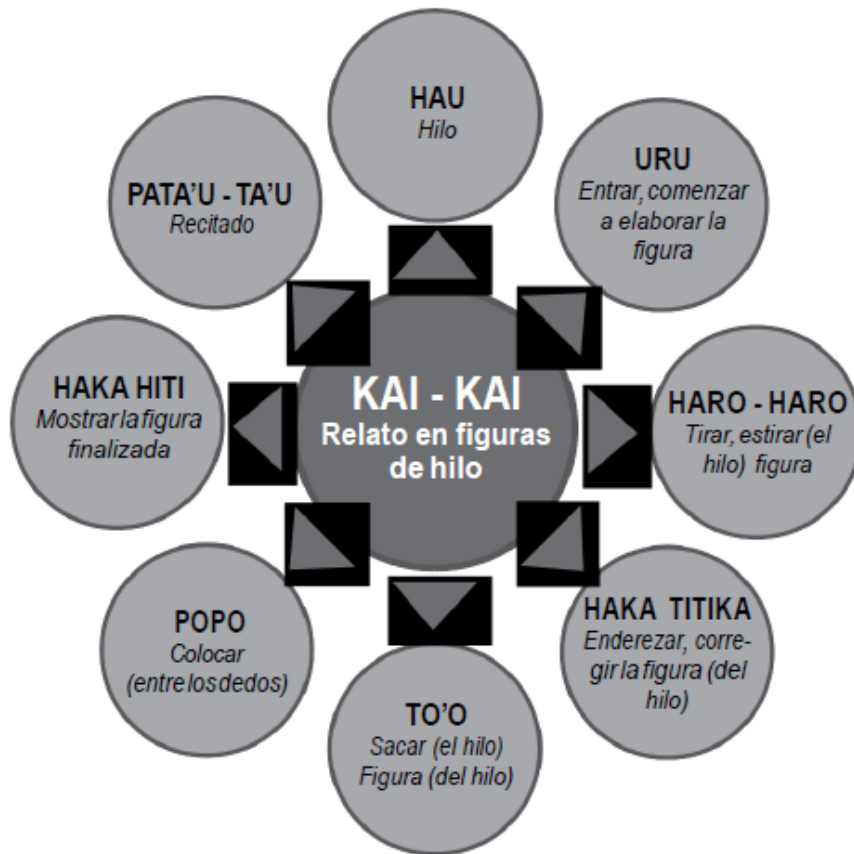 HAU
Hilo
URU
Entrar, comenzar
a elaborar la
figura
PATA'U - TA'U
Recitado
KAI - KAI
Relato en figuras
de hilo
HAKA HITI
Mostrar la figura
finalizada
HARO - HARO
Tirar, estirar (el
hilo) figura
POPO
Colocar
(entre los dedos)
HAKA TITIKA
Enderezar, corre-
gir la figura (del
hilo)
TO'O
Sacar (el hilo)
Figura (del hilo)